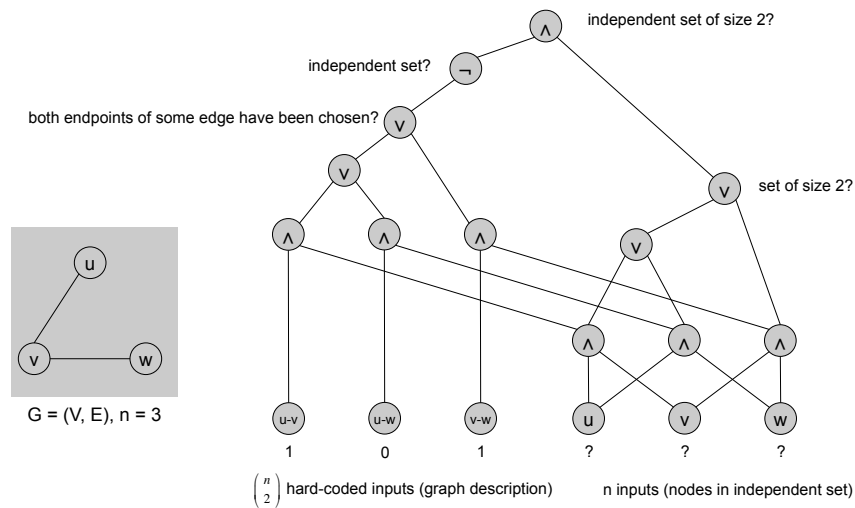 ∧
independent set of size 2?
independent set?
¬
both endpoints of some edge have been chosen?
∨
∨
∨
set of size 2?
∧
∧
∧
∨
u
v
w
G = (V, E), n = 3
∧
∧
∧
u-v
u-w
v-w
u
v
w
1
0
1
?
?
?
(n 2) hard-coded inputs (graph description)
n inputs (nodes in independent set)